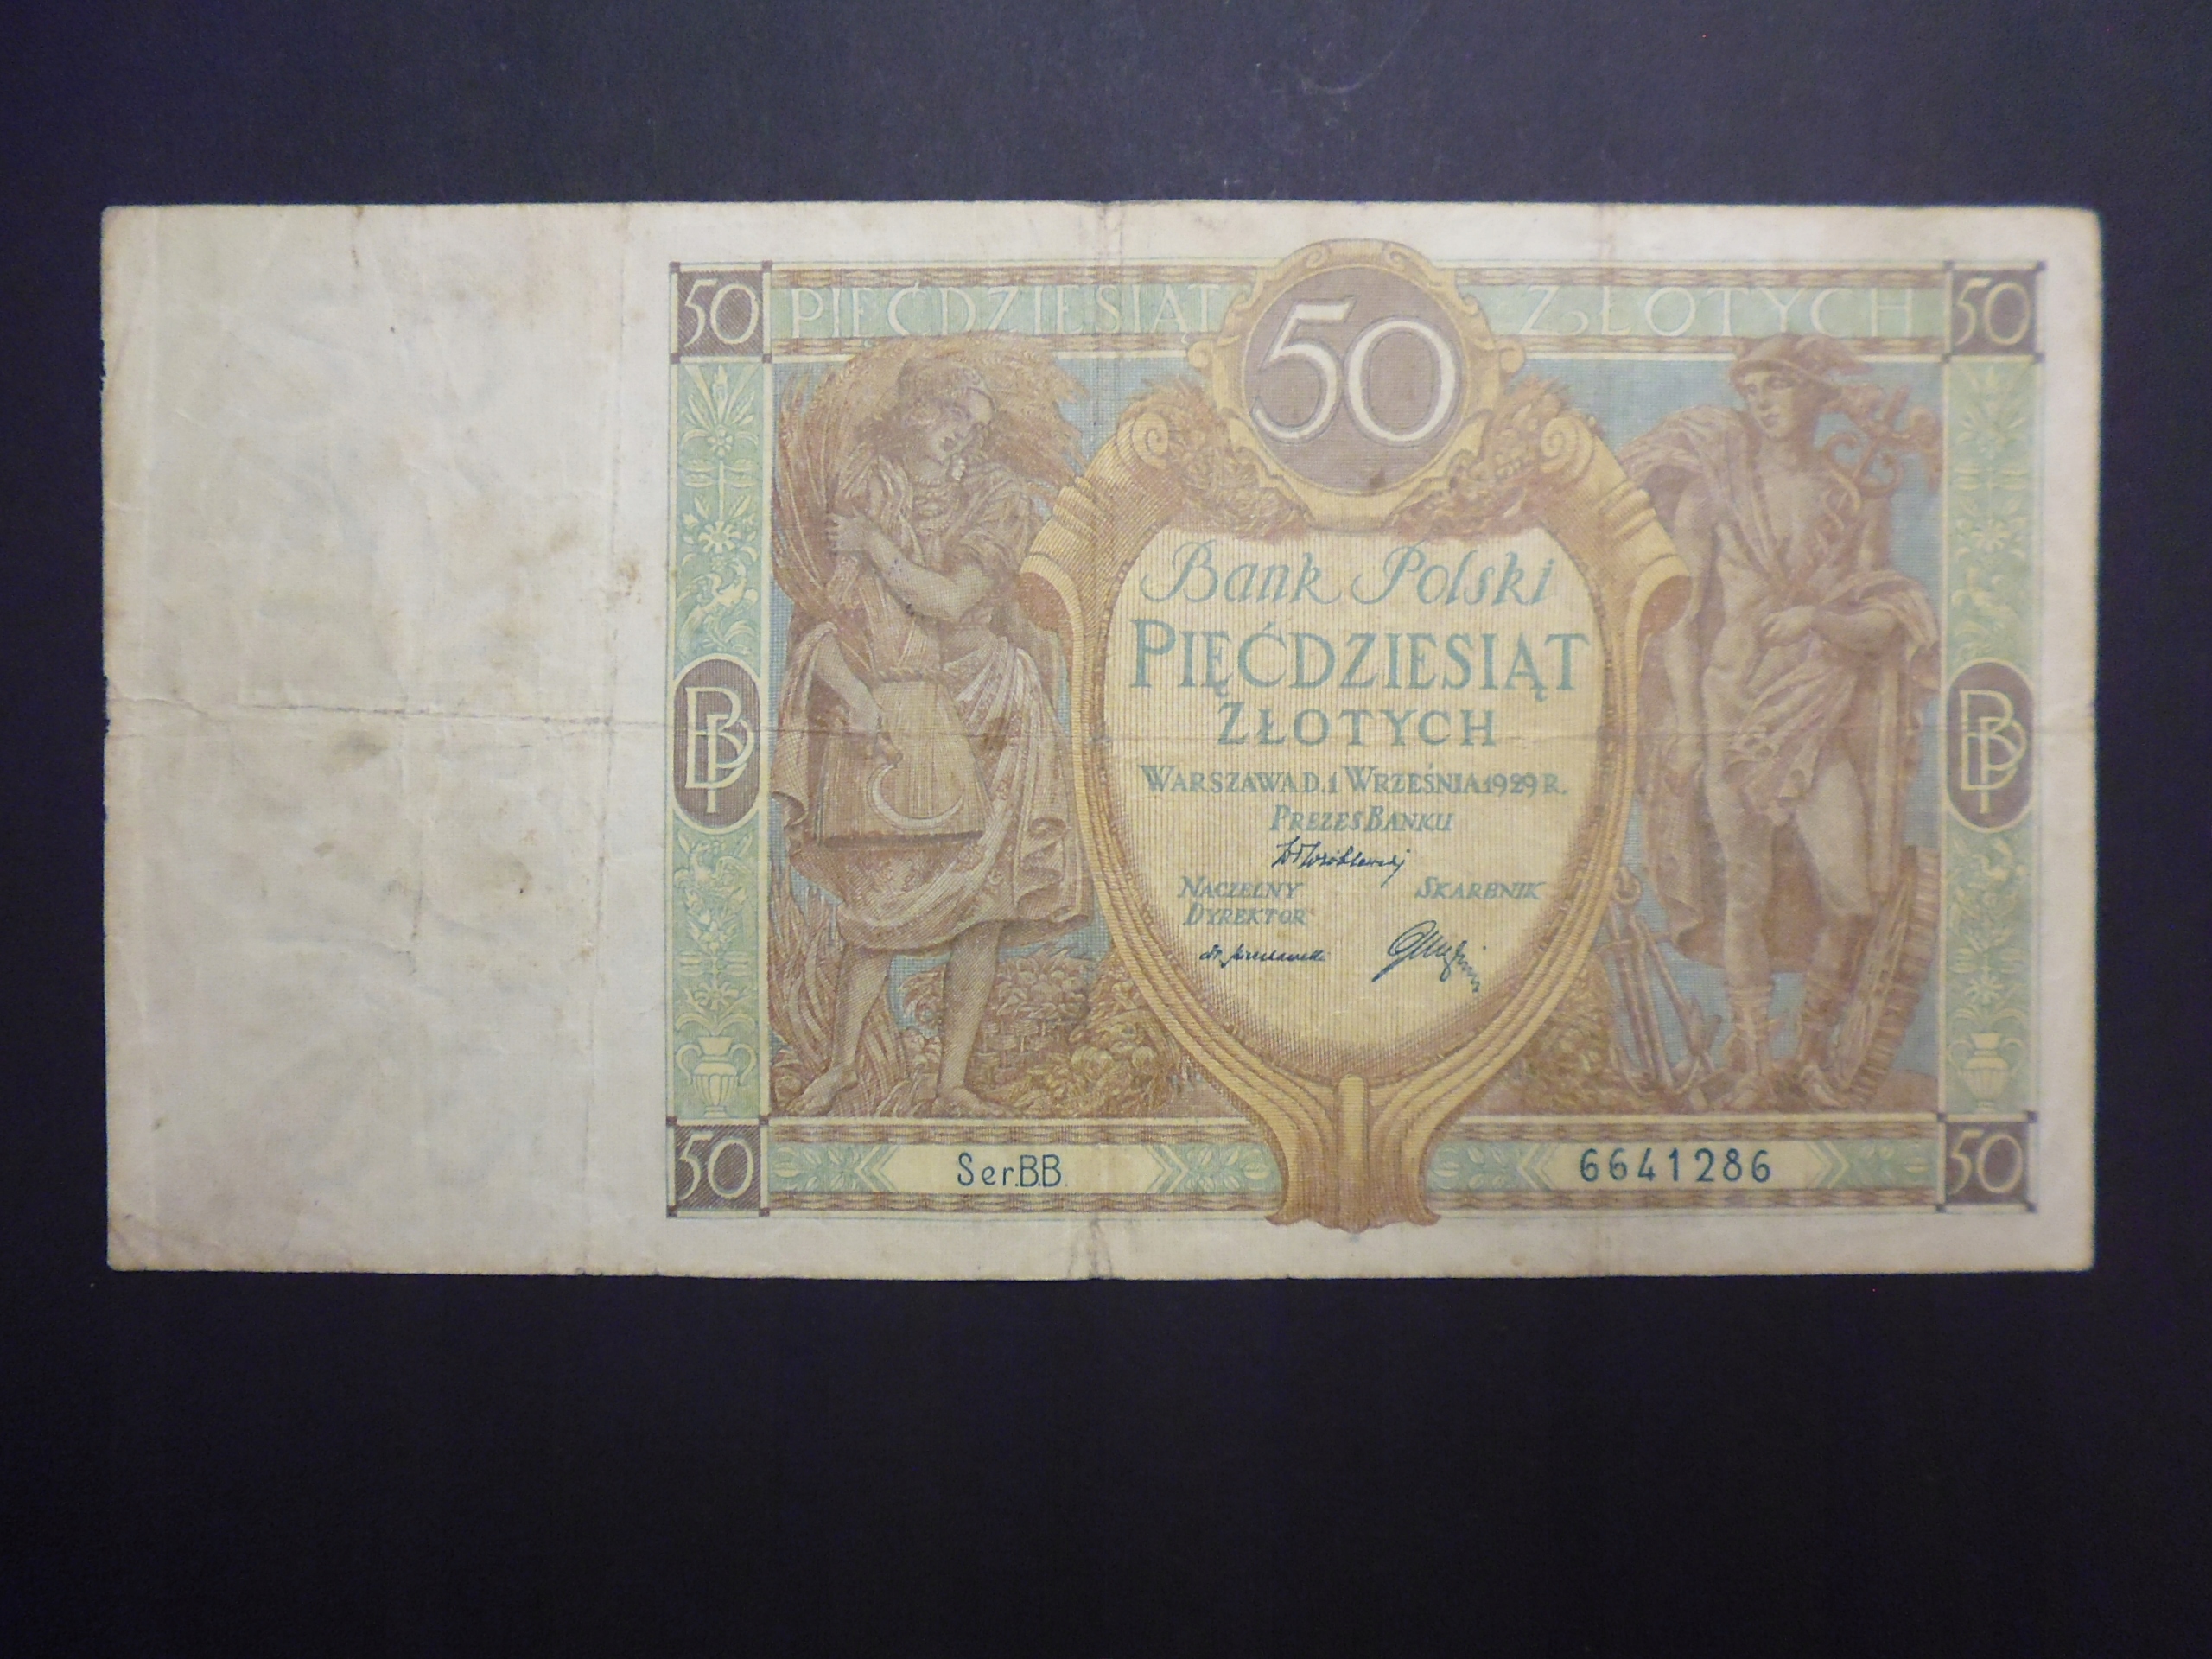 50 PIĘĆDZIESIĄT 50 ZŁOTYCH 50
Bank Polski
PIĘĆDZIESIĄT
ZŁOTYCH
WARSZAWA D. 1 WRZEŚNIA 1929 R.
PREZES BANKU
NACZELNY SKARBNIK
DYREKTOR
BP BP
50 Ser.B.B. 6641286 50